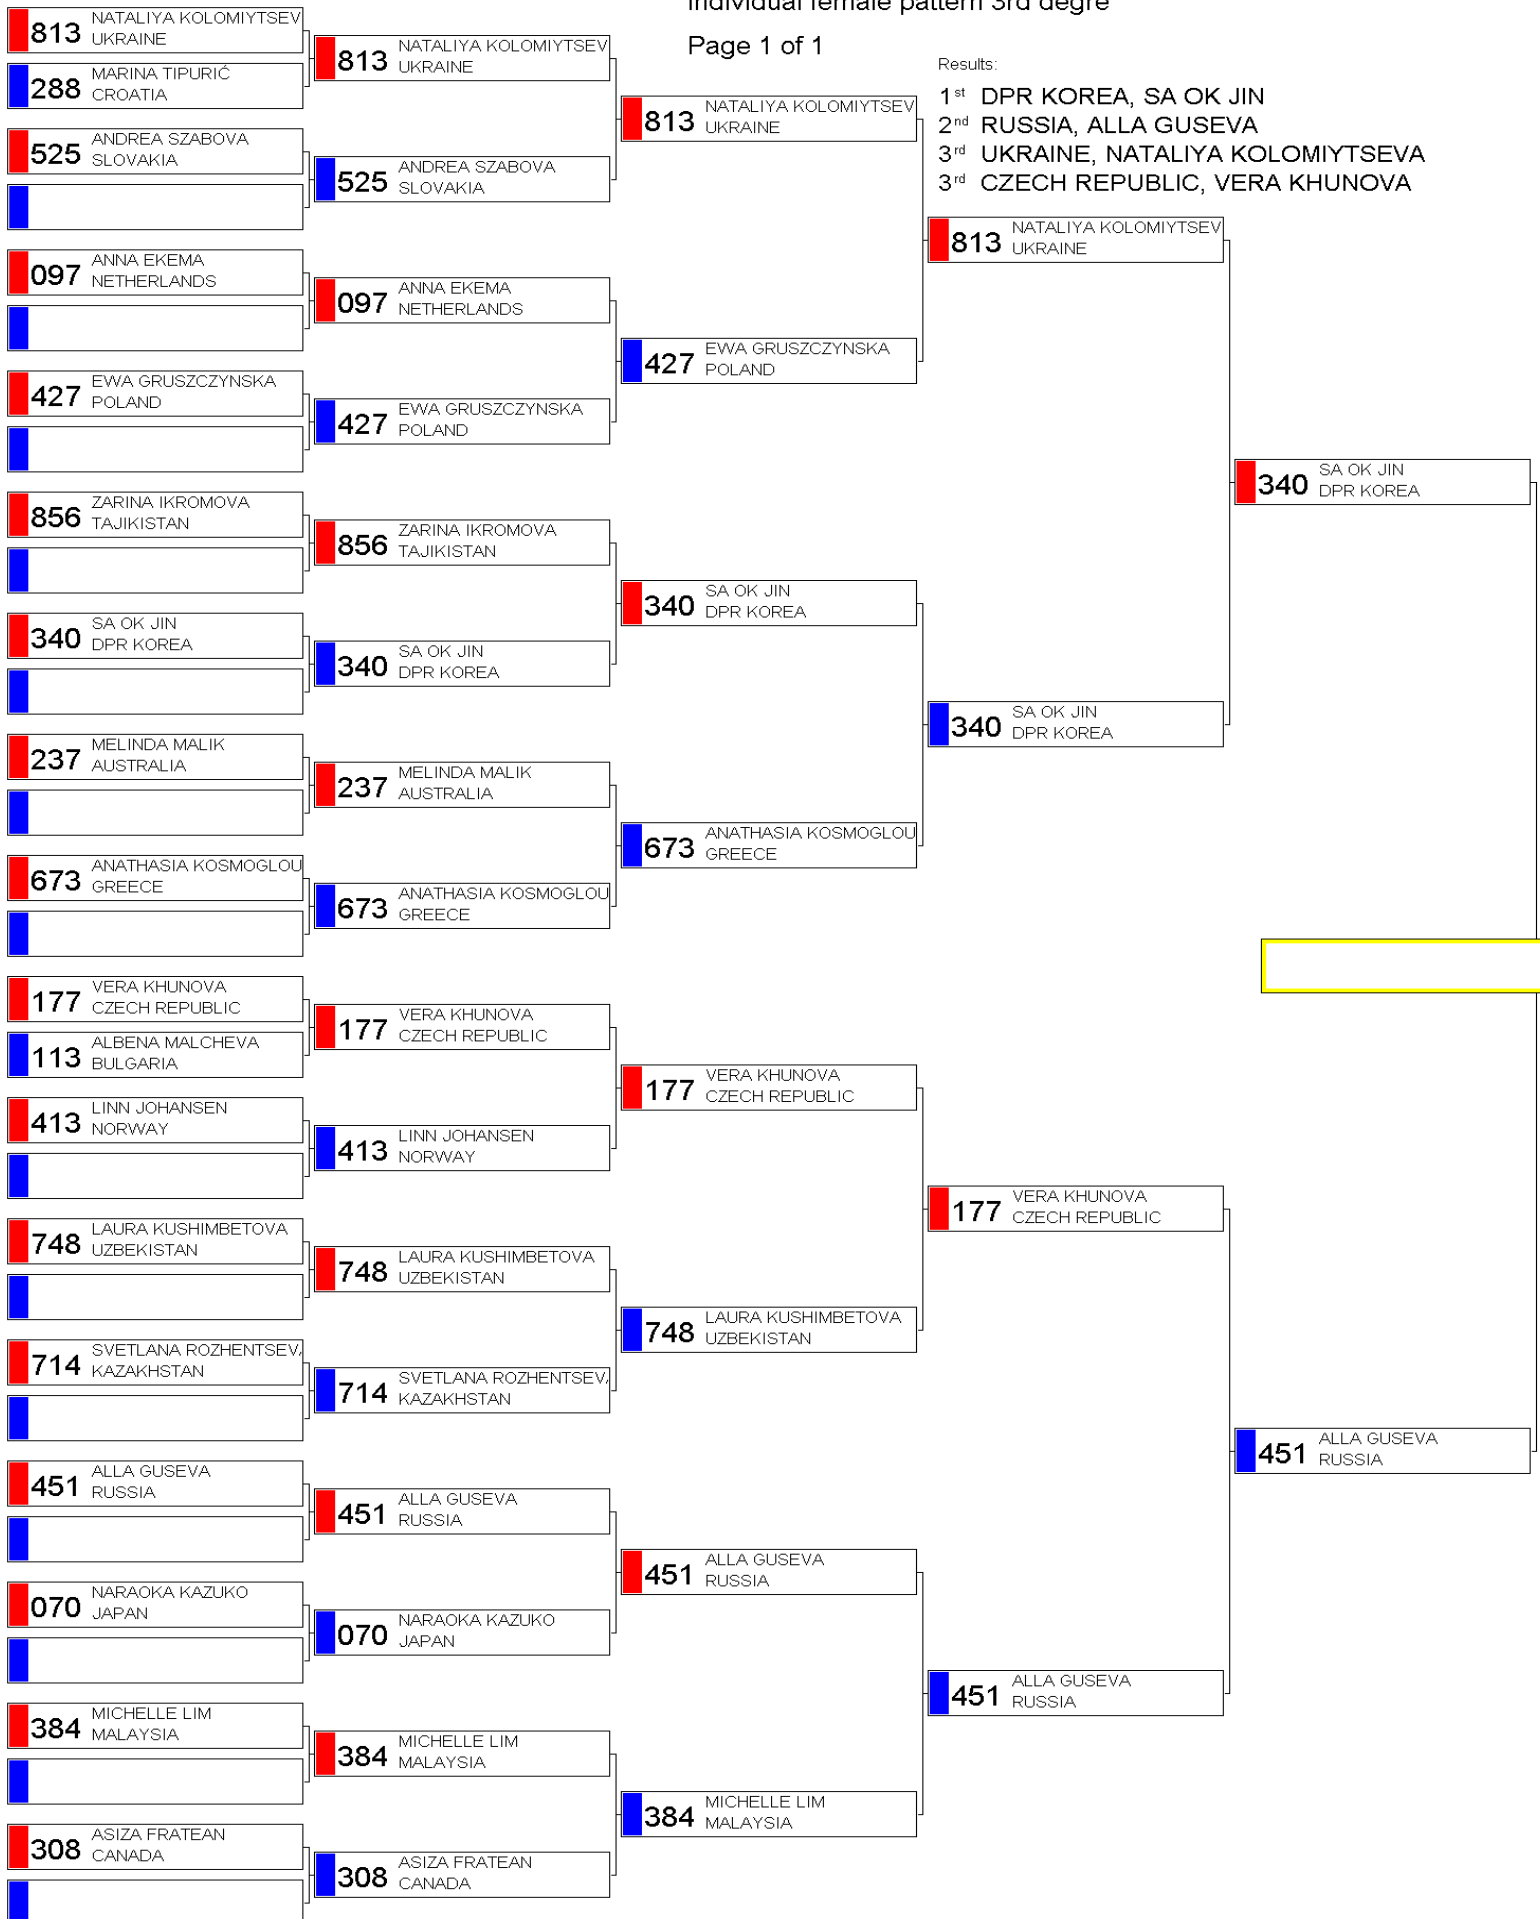 Individual female pattern 3rd degre
Page 1 of 1
Results:
1st DPR KOREA, SA OK JIN
2nd RUSSIA, ALLA GUSEVA
3rd UKRAINE, NATALIYA KOLOMIYTSEVA
3rd CZECH REPUBLIC, VERA KHUNOVA
813 NATALIYA KOLOMIYTSEV
UKRAINE
288 MARINA TIPURIĆ
CROATIA
525 ANDREA SZABOVA
SLOVAKIA
097 ANNA EKEMA
NETHERLANDS
427 EWA GRUSZCZYNSKA
POLAND
856 ZARINA IKROMOVA
TAJIKISTAN
340 SA OK JIN
DPR KOREA
237 MELINDA MALIK
AUSTRALIA
673 ANATHASIA KOSMOGLOU
GREECE
177 VERA KHUNOVA
CZECH REPUBLIC
113 ALBENA MALCHEVA
BULGARIA
413 LINN JOHANSEN
NORWAY
748 LAURA KUSHIMBETOVA
UZBEKISTAN
714 SVETLANA ROZHENTSEV
KAZAKHSTAN
451 ALLA GUSEVA
RUSSIA
070 NARAOKA KAZUKO
JAPAN
384 MICHELLE LIM
MALAYSIA
308 ASIZA FRATEAN
CANADA
813 NATALIYA KOLOMIYTSEV
UKRAINE
525 ANDREA SZABOVA
SLOVAKIA
097 ANNA EKEMA
NETHERLANDS
427 EWA GRUSZCZYNSKA
POLAND
856 ZARINA IKROMOVA
TAJIKISTAN
340 SA OK JIN
DPR KOREA
237 MELINDA MALIK
AUSTRALIA
673 ANATHASIA KOSMOGLOU
GREECE
177 VERA KHUNOVA
CZECH REPUBLIC
413 LINN JOHANSEN
NORWAY
748 LAURA KUSHIMBETOVA
UZBEKISTAN
714 SVETLANA ROZHENTSEV
KAZAKHSTAN
451 ALLA GUSEVA
RUSSIA
070 NARAOKA KAZUKO
JAPAN
384 MICHELLE LIM
MALAYSIA
308 ASIZA FRATEAN
CANADA
813 NATALIYA KOLOMIYTSEV
UKRAINE
427 EWA GRUSZCZYNSKA
POLAND
340 SA OK JIN
DPR KOREA
673 ANATHASIA KOSMOGLOU
GREECE
177 VERA KHUNOVA
CZECH REPUBLIC
748 LAURA KUSHIMBETOVA
UZBEKISTAN
451 ALLA GUSEVA
RUSSIA
384 MICHELLE LIM
MALAYSIA
813 NATALIYA KOLOMIYTSEV
UKRAINE
340 SA OK JIN
DPR KOREA
177 VERA KHUNOVA
CZECH REPUBLIC
451 ALLA GUSEVA
RUSSIA
340 SA OK JIN
DPR KOREA
451 ALLA GUSEVA
RUSSIA